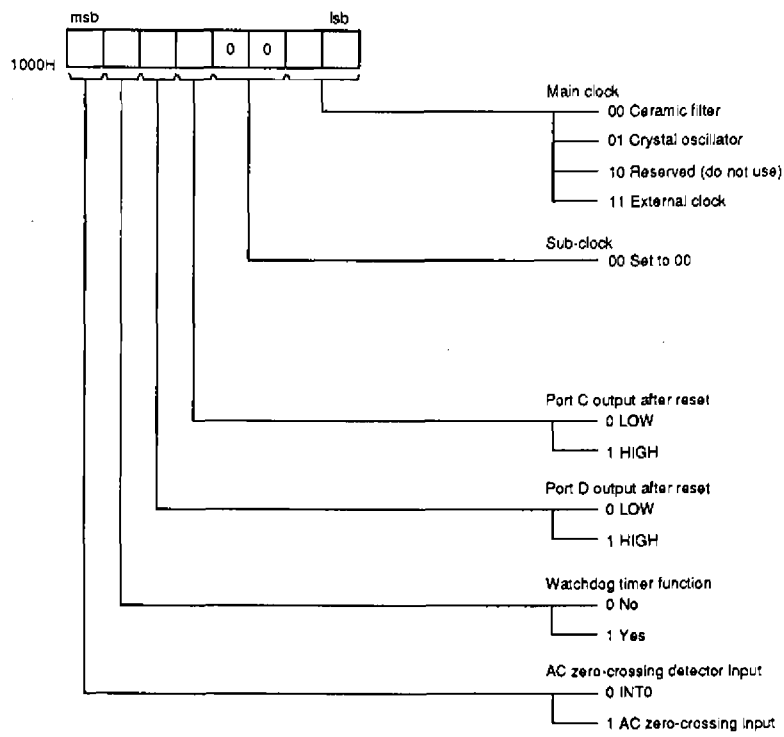 msb lsb
0 0
1000H
Main clock
00 Ceramic filter
01 Crystal oscillator
10 Reserved (do not use)
11 External clock
Sub-clock
00 Set to 00
Port C output after reset
0 LOW
1 HIGH
Port D output after reset
0 LOW
1 HIGH
Watchdog timer function
0 No
1 Yes
AC zero-crossing detector input
0 INT0
1 AC zero-crossing input